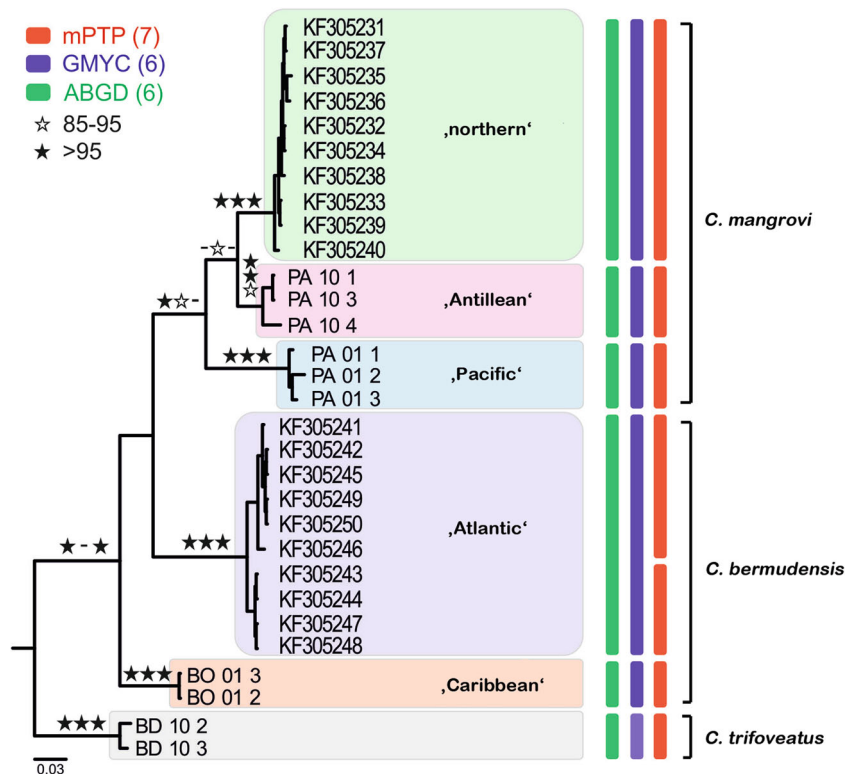 mPTP (7)
GMYC (6)
ABGD (6)
☆ 85-95
★ >95
KF305231
KF305237
KF305235
KF305236
KF305232
KF305234
KF305238
KF305233
KF305239
KF305240
‚northern‘
★★★
-☆-
★
★
☆
PA 10 1
PA 10 3
PA 10 4
‚Antillean‘
★☆-
★★★
PA 01 1
PA 01 2
PA 01 3
‚Pacific‘
C. mangrovi
KF305241
KF305242
KF305245
KF305249
KF305250
KF305246
KF305243
KF305244
KF305247
KF305248
‚Atlantic‘
★★★
★-★
C. bermudensis
★★★
BO 01 3
BO 01 2
‚Caribbean‘
★★★
BD 10 2
BD 10 3
C. trifoveatus
0.03